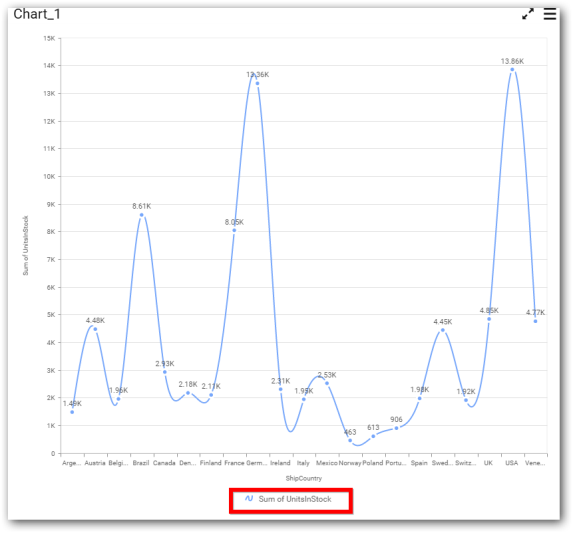 Chart_1
15K
14K
13K
12K
11K
10K
9K
8K
7K
6K
5K
4K
3K
2K
1K
0
Sum of UnitsInStock
1.49K
4.48K
1.96K
8.61K
2.93K
2.18K
2.11K
8.05K
13.36K
2.31K
1.95K
2.53K
463
613
906
1.98K
4.45K
1.92K
4.85K
13.86K
4.77K
Arge... Austria Belgi... Brazil Canada Den... Finland France Germ... Ireland Italy Mexico Norway Poland Portu... Spain Swed... Switz... UK USA Vene...
ShipCountry
Sum of UnitsInStock